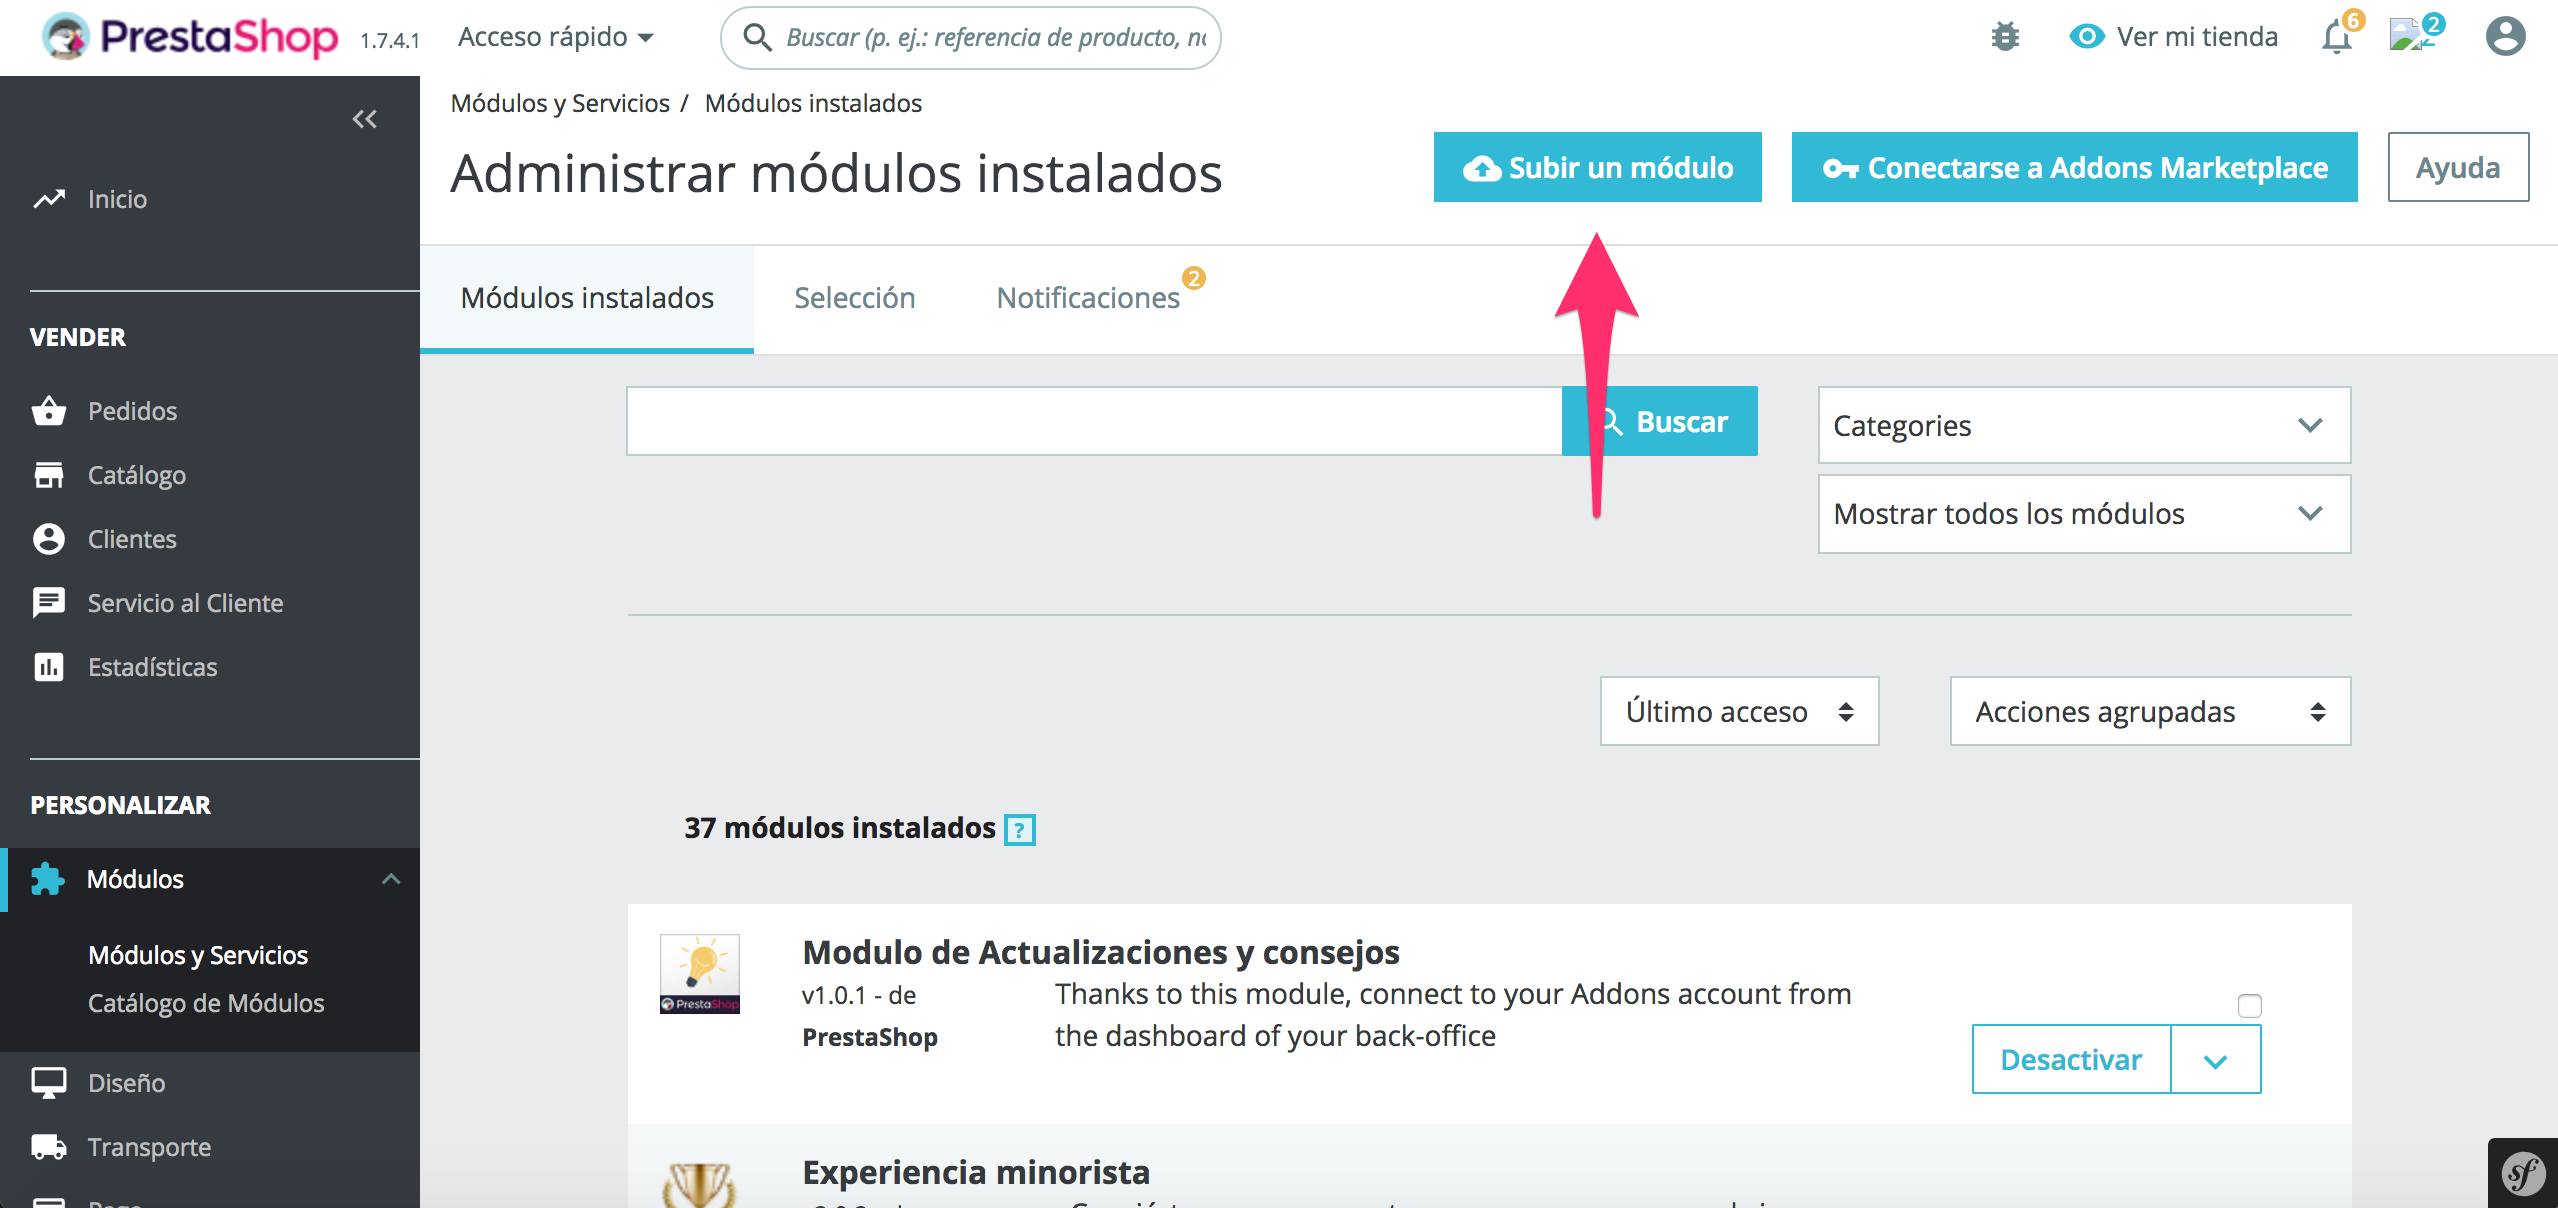 PrestaShop 1.7.4.1 Acceso rápido Buscar (p. ej.: referencia de producto, no Ver mi tienda 6 2
Módulos y Servicios / Módulos instalados
Administrar módulos instalados
Subir un módulo Conectarse a Addons Marketplace Ayuda
Inicio
Módulos instalados Selección Notificaciones 2
VENDER
Pedidos
Catálogo
Clientes
Servicio al Cliente
Estadísticas
Buscar
Categories
Mostrar todos los módulos
Último acceso Acciones agrupadas
PERSONALIZAR
Módulos
Módulos y Servicios
Catálogo de Módulos
Diseño
Transporte
37 módulos instalados ?
PrestaShop
Modulo de Actualizaciones y consejos
v1.0.1 - de
PrestaShop
Thanks to this module, connect to your Addons account from
the dashboard of your back-office
Desactivar
Experiencia minorista
sf